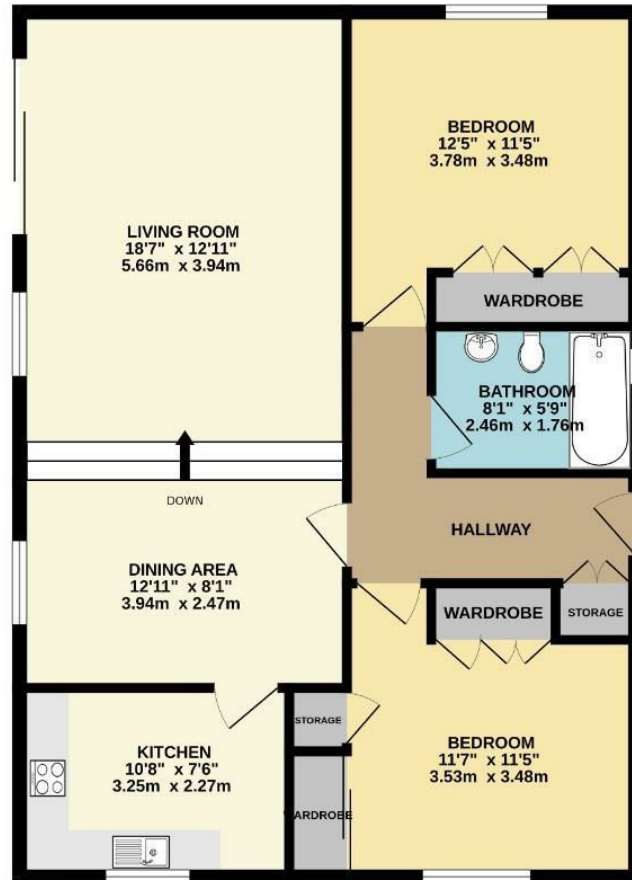 LIVING ROOM
18'7" x 12'11"
5.66m x 3.94m
BEDROOM
12'5" x 11'5"
3.78m x 3.48m
WARDROBE
BATHROOM
8'1" x 5'9"
2.46m x 1.76m
DOWN
HALLWAY
DINING AREA
12'11" x 8'1"
3.94m x 2.47m
WARDROBE
STORAGE
KITCHEN
10'8" x 7'6"
3.25m x 2.27m
STORAGE
WARDROBE
BEDROOM
11'7" x 11'5"
3.53m x 3.48m